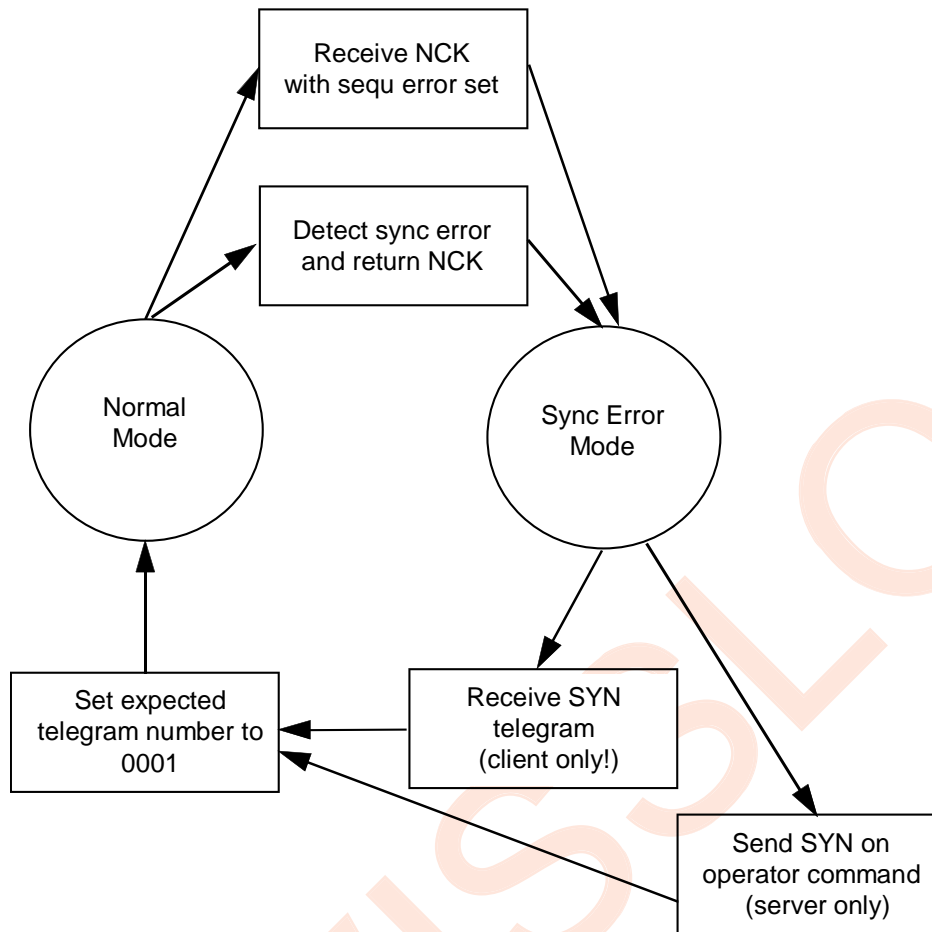 Receive NCK
with sequ error set
Detect sync error
and return NCK
Normal
Mode
Sync Error
Mode
Set expected
telegram number to
0001
Receive SYN
telegram
(client only!)
Send SYN on
operator command
(server only)